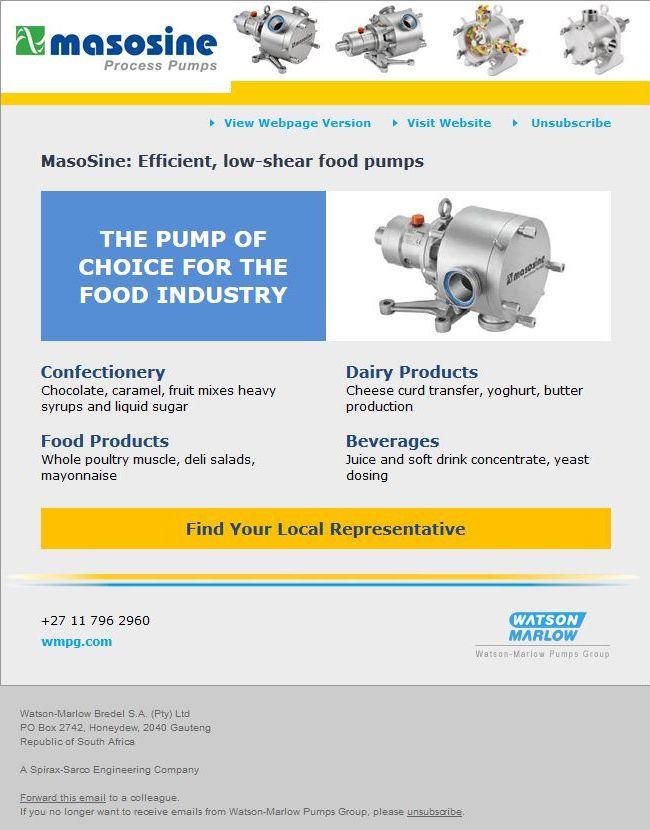 masosine
Process Pumps
View Webpage Version
Visit Website
Unsubscribe
MasoSine: Efficient, low-shear food pumps
THE PUMP OF
CHOICE FOR THE
FOOD INDUSTRY
masosine
Confectionery
Chocolate, caramel, fruit mixes heavy
syrups and liquid sugar
Dairy Products
Cheese curd transfer, yoghurt, butter
production
Food Products
Whole poultry muscle, deli salads,
mayonnaise
Beverages
Juice and soft drink concentrate, yeast
dosing
Find Your Local Representative
+27 11 796 2960
wmpg.com
WATSON
MARLOW
Watson-Marlow Pumps Group
Watson-Marlow Bredel S.A. (Pty) Ltd
PO Box 2742, Honeydew, 2040 Gauteng
Republic of South Africa
A Spirax-Sarco Engineering Company
Forward this email to a colleague.
If you no longer want to receive emails from Watson-Marlow Pumps Group, please unsubscribe.